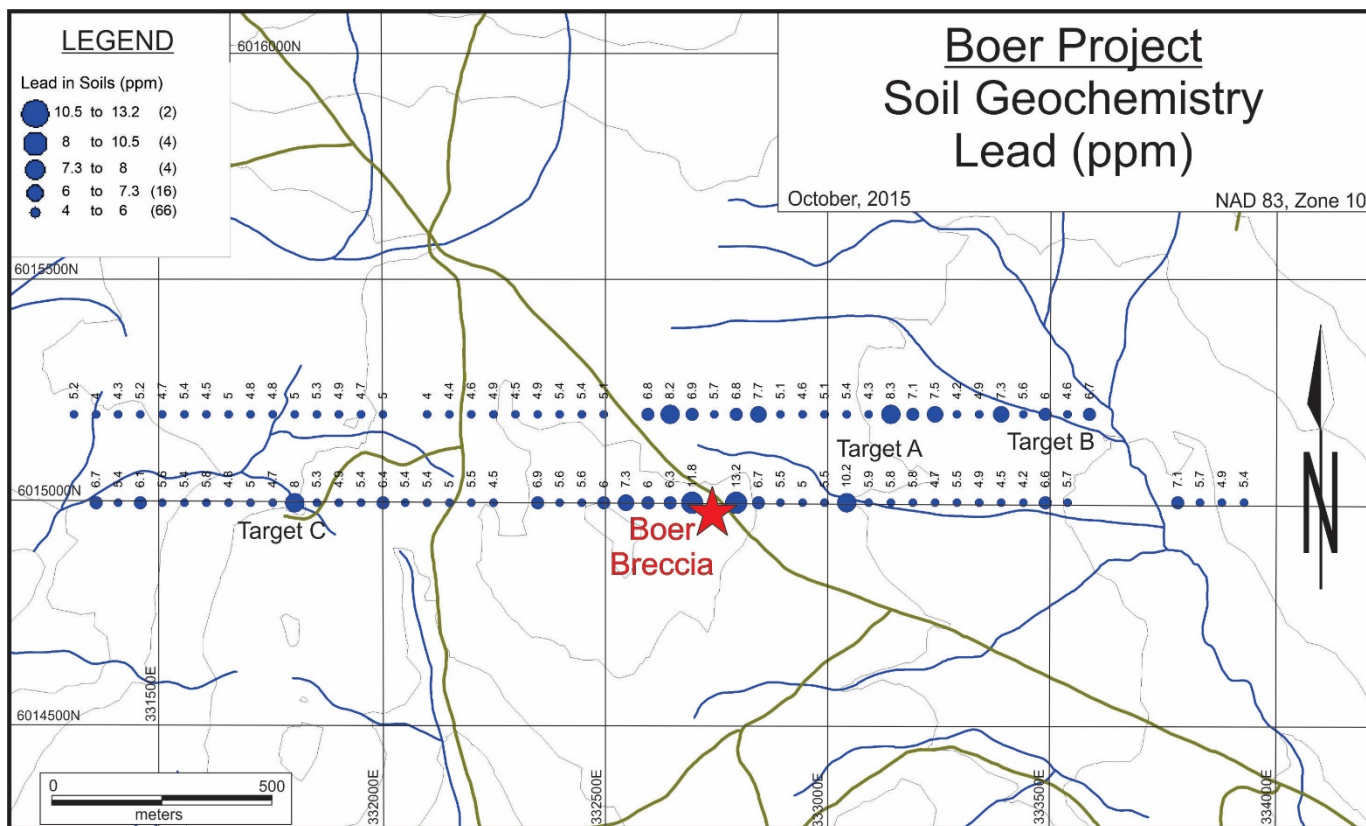 LEGEND
Lead in Soils (ppm)
10.5 to 13.2 (2)
8 to 10.5 (4)
7.3 to 8 (4)
6 to 7.3 (16)
4 to 6 (66)
Boer Project
Soil Geochemistry
Lead (ppm)
October, 2015
NAD 83, Zone 10
6016000N
6015500N
5.2 4 4.3 5.2 4.7 5.4 4.5 5 4.8 4.8 5 5.3 4.9 4.7 5 4 4.4 4.6 4.9 4.5 4.9 5.4 5.4 6.8 8.2 6.9 5.7 6.8 7.7 5.1 4.6 5.1 5.4 4.3 8.3 7.1 7.5 4.2 4.9 7.3 5.6 6 4.6 6.7
Target A
Target B
6015000N
6.7 5.4 6.1 5.4 5.8 4.8 5 4.7 8 5.3 4.9 5.4 6.4 5.4 5.5 4.5 6.9 5.6 5.6 6 7.3 6 6.3 11.8 13.2 6.7 5.5 5 5.5 10.2 5.9 5.8 5.8 4.7 5.5 4.9 4.2 6.6 5.7 7.1 5.7 4.9 5.4
Target C
Boer
Breccia
N
6014500N
331500E
332000E
332500E
333000E
333500E
334000E
0 500
meters